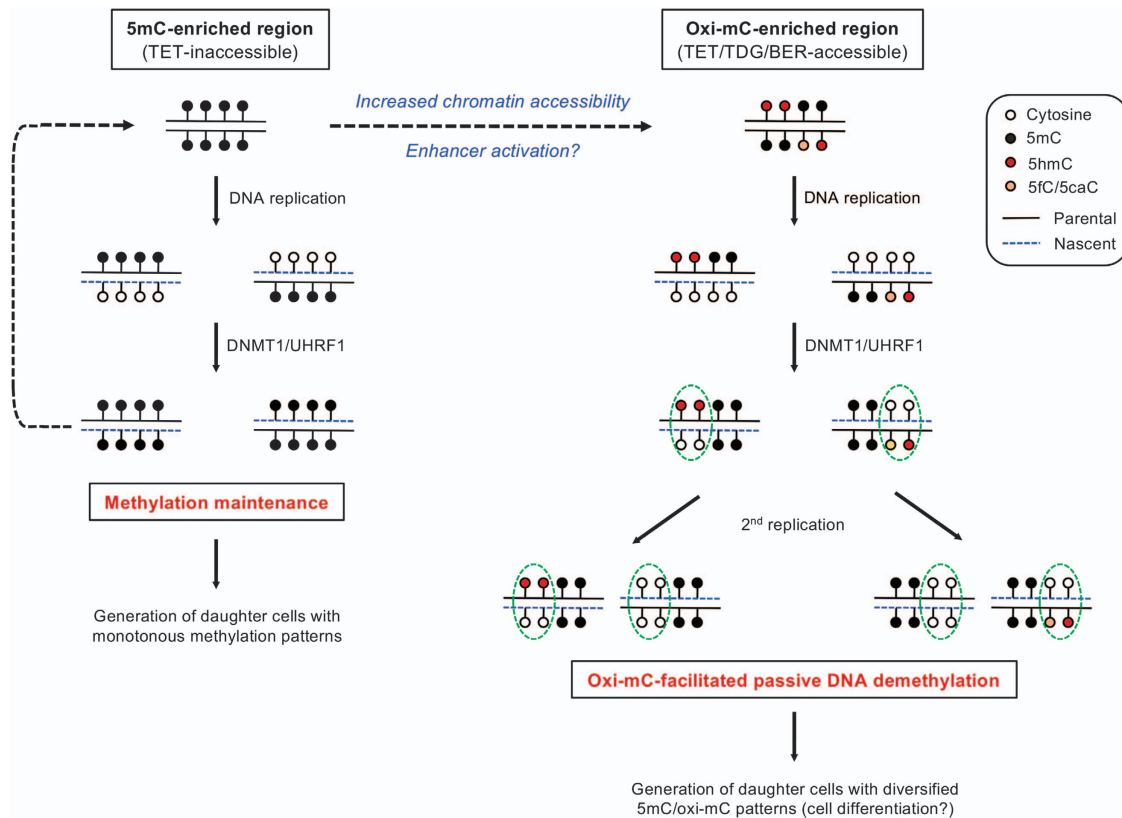 5mC-enriched region
(TET-inaccessible)
Oxi-mC-enriched region
(TET/TDG/BER-accessible)
Increased chromatin accessibility
Enhancer activation?
Cytosine
5mC
5hmC
5fC/5caC
Parental
Nascent
DNA replication
DNA replication
DNMT1/UHRF1
DNMT1/UHRF1
Methylation maintenance
2nd replication
Generation of daughter cells with
monotonous methylation patterns
Oxi-mC-facilitated passive DNA demethylation
Generation of daughter cells with diversified
5mC/oxi-mC patterns (cell differentiation?)